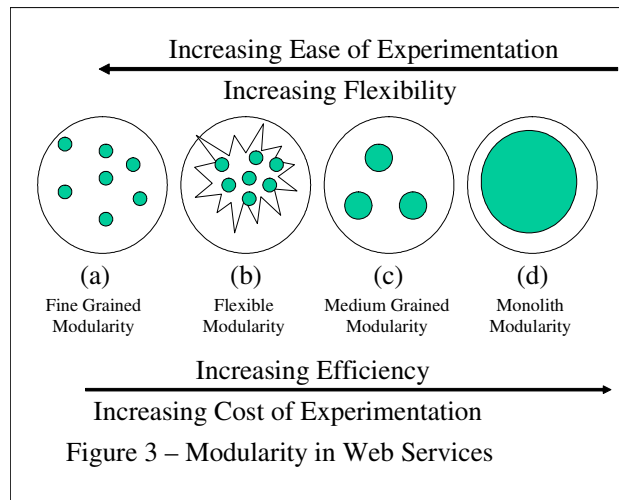 Increasing Ease of Experimentation
Increasing Flexibility
(a) (b) (c) (d)
Fine Grained Flexible Medium Grained Monolith
Modularity Modularity Modularity Modularity
Increasing Efficiency
Increasing Cost of Experimentation
Figure 3 – Modularity in Web Services